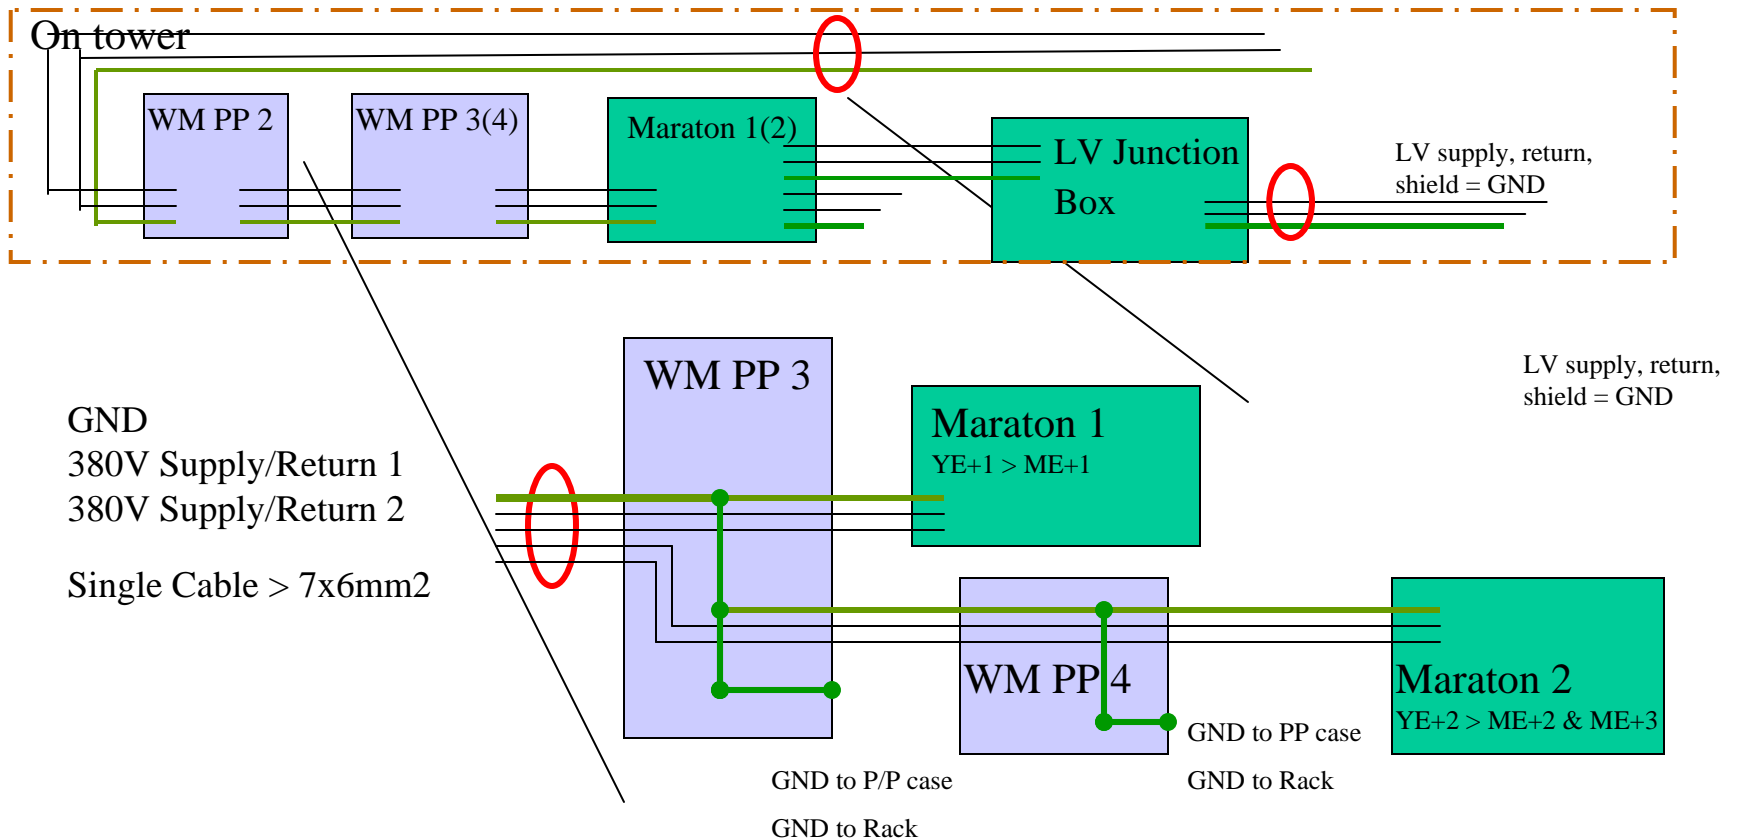 On tower
WM PP 2
WM PP 3(4)
Maraton 1(2)
LV Junction
Box
LV supply, return,
shield = GND
WM PP 3
LV supply, return,
shield = GND
GND
380V Supply/Return 1
380V Supply/Return 2
Single Cable > 7x6mm2
Maraton 1
YE+1 > ME+1
WM PP 4
Maraton 2
YE+2 > ME+2 & ME+3
GND to PP case
GND to Rack
GND to P/P case
GND to Rack